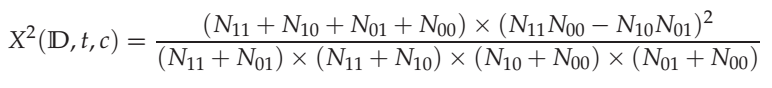 X²(𝔻, t, c) = (N₁₁ + N₁₀ + N₀₁ + N₀₀) × (N₁₁N₀₀ − N₁₀N₀₁)² / (N₁₁ + N₀₁) × (N₁₁ + N₁₀) × (N₁₀ + N₀₀) × (N₀₁ + N₀₀)